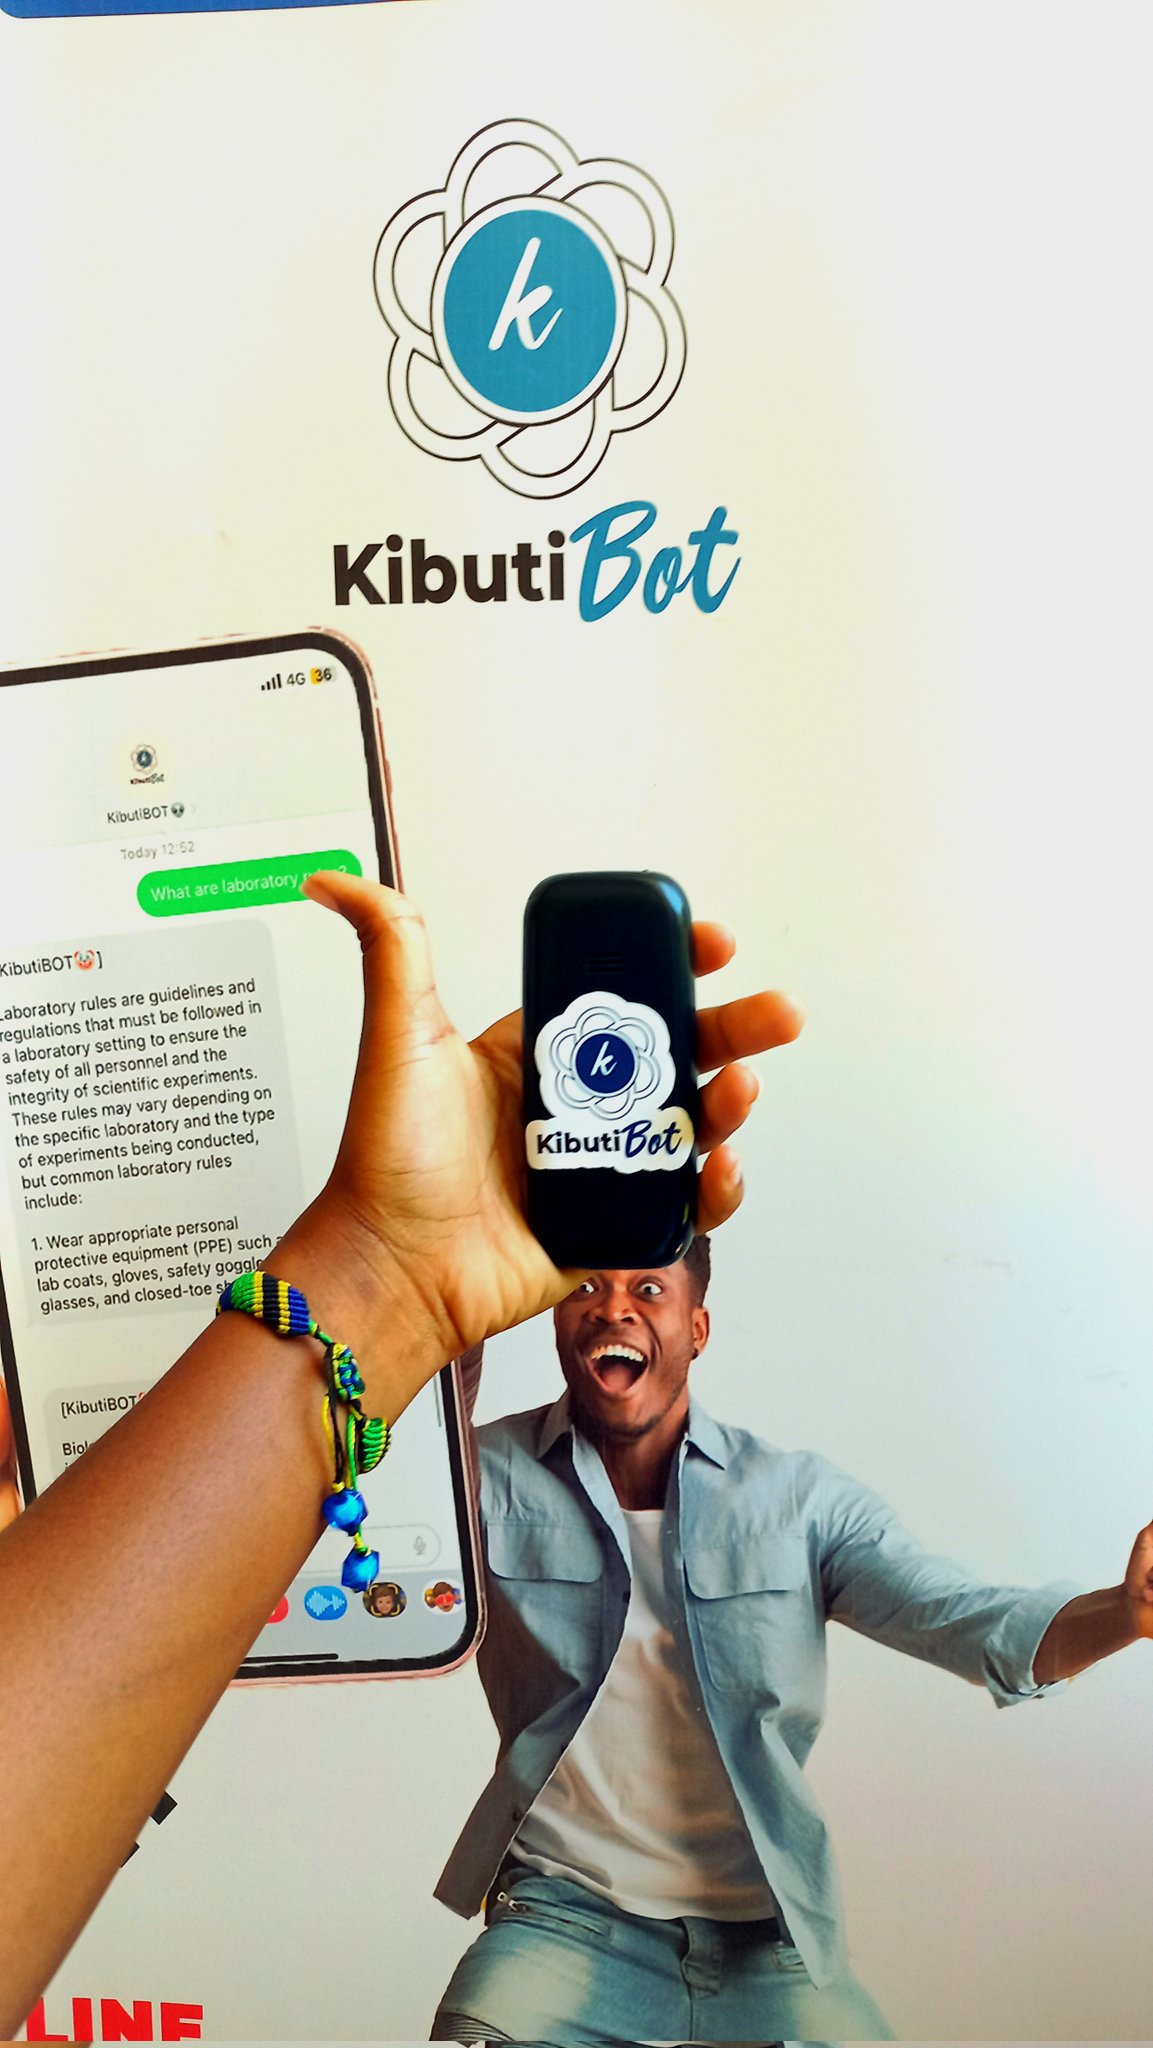 k
KibutiBot
4G 36
KibutiBot
KibutiBOT
Today 12:52
What are laboratory
KibutiBOT]
Laboratory rules are guidelines and
regulations that must be followed in
a laboratory setting to ensure the
safety of all personnel and the
integrity of scientific experiments.
These rules may vary depending on
the specific laboratory and the type
of experiments being conducted,
but common laboratory rules
include:
1. Wear appropriate personal
protective equipment (PPE) such
lab coats, gloves, safety
glasses, and closed-toe
[KibutiBOT
k
KibutiBot
LINE